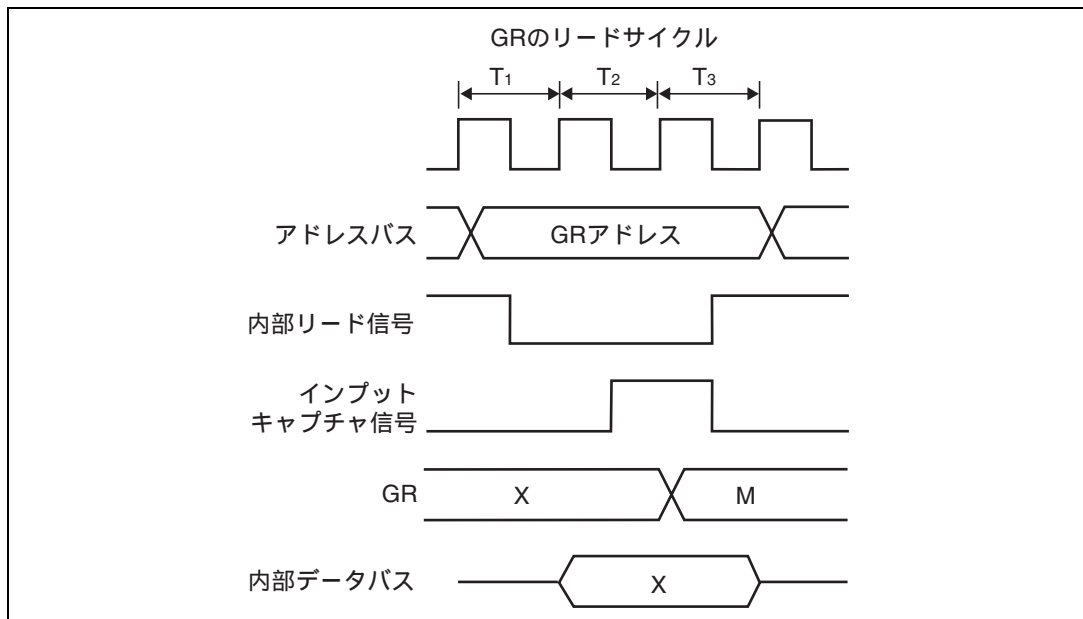 GRのリードサイクル
T1 T2 T3
アドレスバス GRアドレス
内部リード信号
インプット
キャプチャ信号
GR X M
内部データバス X